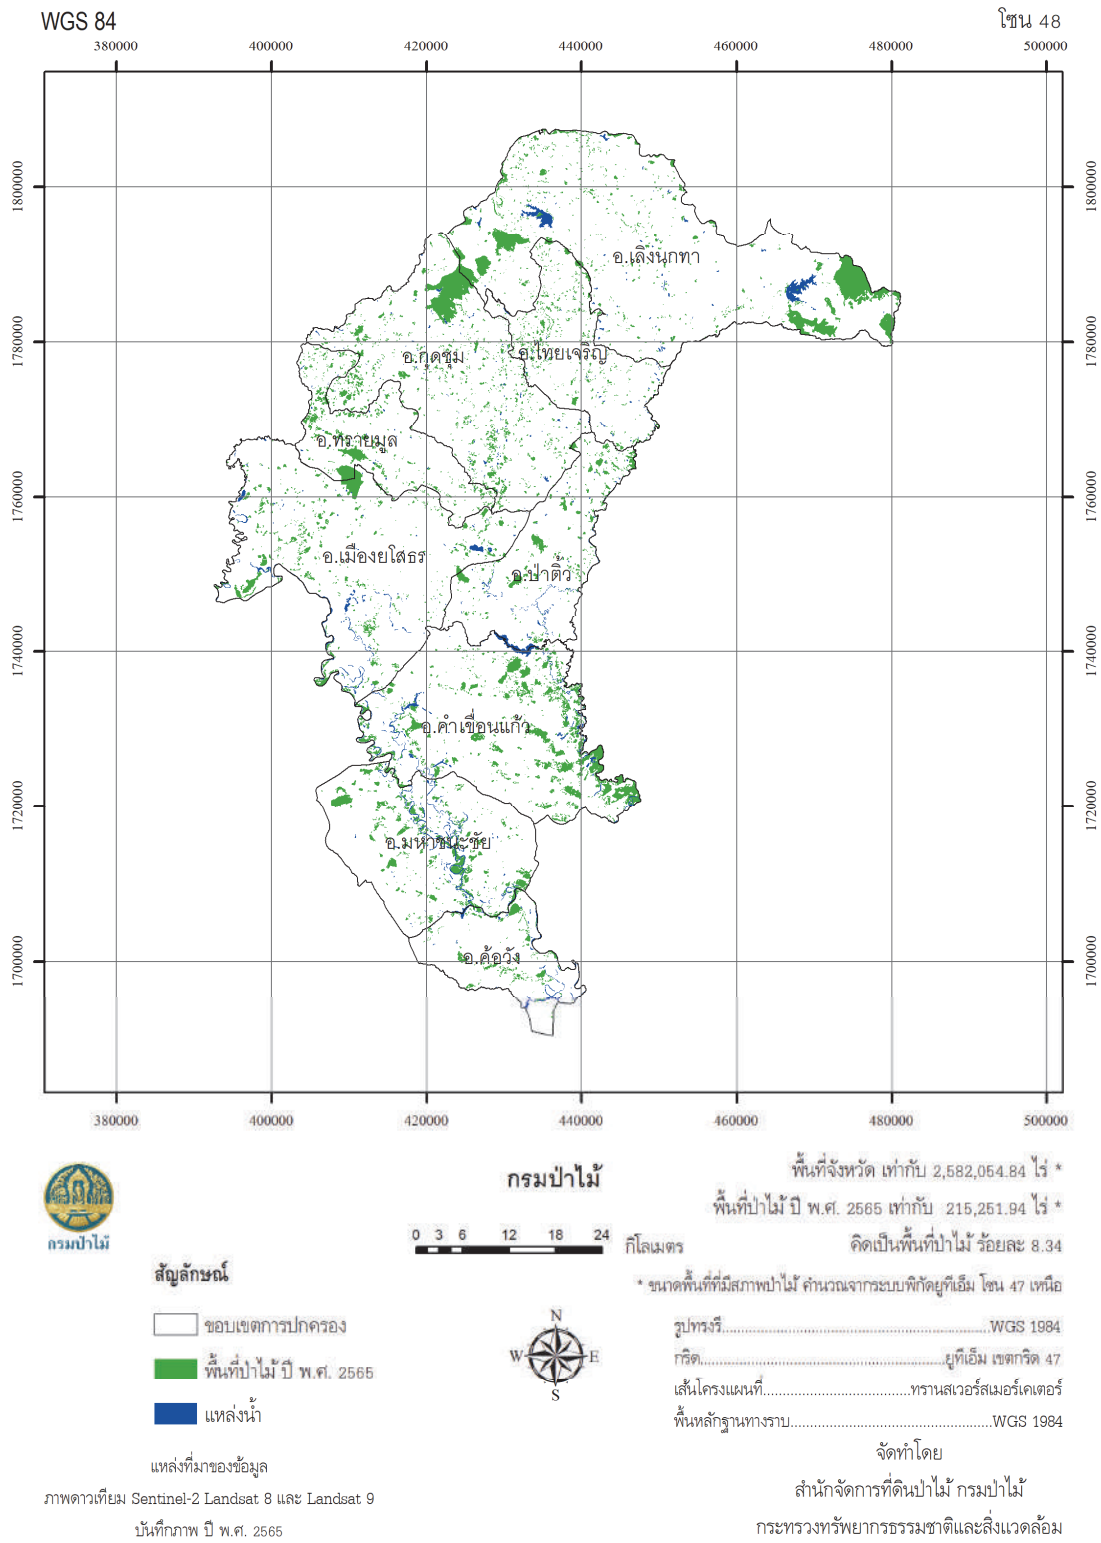 WGS 84
โซน 48
380000 400000 420000 440000 460000 480000 500000
1800000 1800000
อ.เลิงนกทา
1780000 1780000
อ.กุดชุม
อ.ไทยเจริญ
อ.ทรายมูล
1760000 1760000
อ.เมืองยโสธร
อ.ป่าติ้ว
1740000 1740000
อ.คำเขื่อนแก้ว
1720000 1720000
อ.มหาชนะชัย
อ.ค้อวัง
1700000 1700000
380000 400000 420000 440000 460000 480000 500000
กรมป่าไม้
กรมป่าไม้
0 3 6 12 18 24
กิโลเมตร
พื้นที่จังหวัด เท่ากับ 2,582,054.84 ไร่ *
พื้นที่ป่าไม้ ปี พ.ศ. 2565 เท่ากับ 215,251.94 ไร่ *
คิดเป็นพื้นที่ป่าไม้ ร้อยละ 8.34
* ขนาดพื้นที่ที่มีสภาพป่าไม้ คำนวณจากระบบพิกัดยูทีเอ็ม โซน 47 เหนือ
สัญลักษณ์
ขอบเขตการปกครอง
พื้นที่ป่าไม้ ปี พ.ศ. 2565
แหล่งน้ำ
N
W E
S
รูปทรงรี..................WGS 1984
กริด..................ยูทีเอ็ม เขตกริด 47
เส้นโครงแผนที่..................ทรานสเวอร์สเมอร์เคเตอร์
พื้นหลักฐานทางราบ..................WGS 1984
แหล่งที่มาของข้อมูล
ภาพดาวเทียม Sentinel-2 Landsat 8 และ Landsat 9
บันทึกภาพ ปี พ.ศ. 2565
จัดทำโดย
สำนักจัดการที่ดินป่าไม้ กรมป่าไม้
กระทรวงทรัพยากรธรรมชาติและสิ่งแวดล้อม